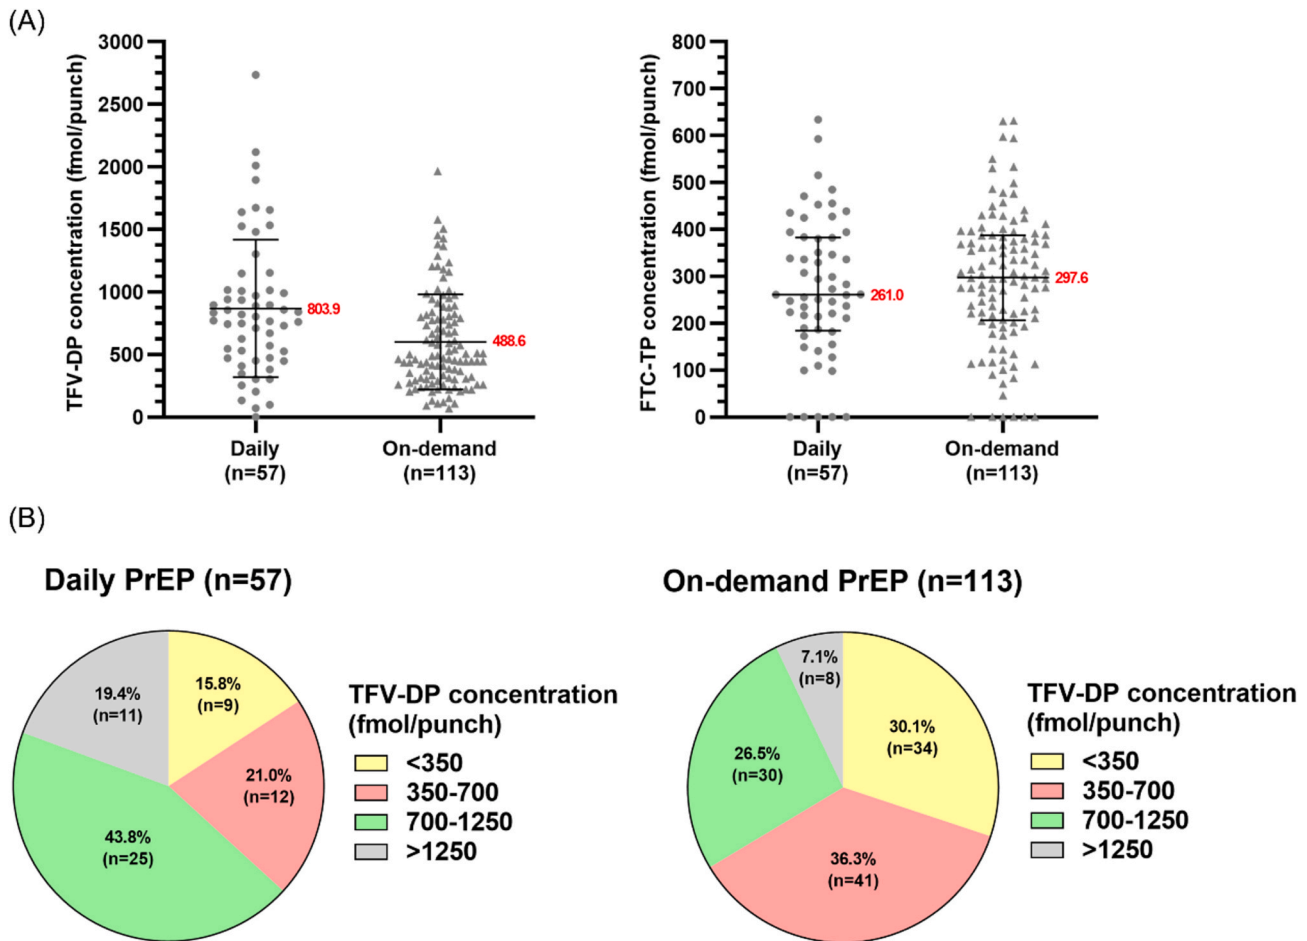 (A)
TFV-DP concentration (fmol/punch)
3000
2500
2000
1500
1000
500
0
803.9
488.6
Daily
(n=57)
On-demand
(n=113)
FTC-TP concentration (fmol/punch)
800
700
600
500
400
300
200
100
0
261.0
297.6
Daily
(n=57)
On-demand
(n=113)
(B)
Daily PrEP (n=57)
19.4%
(n=11)
15.8%
(n=9)
21.0%
(n=12)
43.8%
(n=25)
TFV-DP concentration
(fmol/punch)
<350
350-700
700-1250
>1250
On-demand PrEP (n=113)
7.1%
(n=8)
30.1%
(n=34)
26.5%
(n=30)
36.3%
(n=41)
TFV-DP concentration
(fmol/punch)
<350
350-700
700-1250
>1250